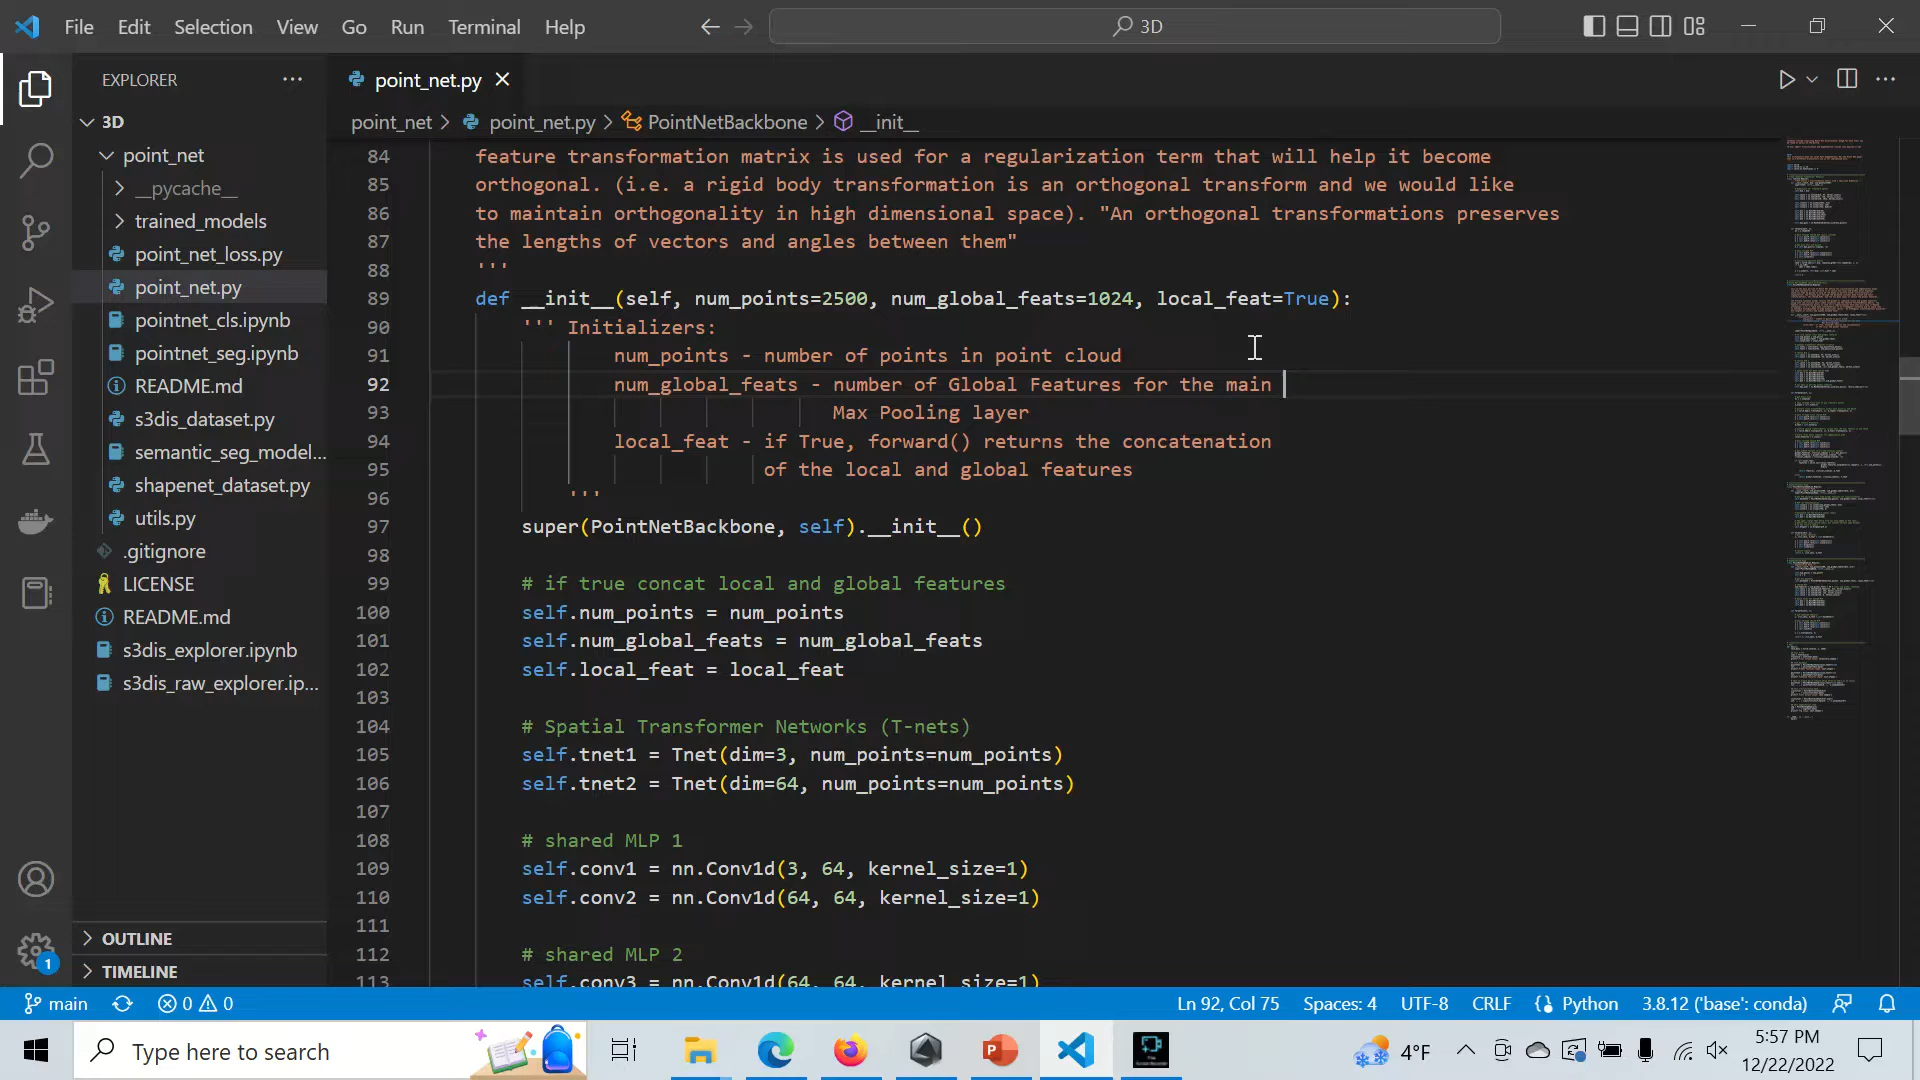 File Edit Selection View Go Run Terminal Help
3D
EXPLORER
point_net.py
3D
point_net > point_net.py > PointNetBackbone > __init__
point_net
__pycache__
trained_models
point_net_loss.py
point_net.py
pointnet_cls.ipynb
pointnet_seg.ipynb
README.md
s3dis_dataset.py
semantic_seg_model...
shapenet_dataset.py
utils.py
.gitignore
LICENSE
README.md
s3dis_explorer.ipynb
s3dis_raw_explorer.ip...
OUTLINE
TIMELINE
84 feature transformation matrix is used for a regularization term that will help it become
85 orthogonal. (i.e. a rigid body transformation is an orthogonal transform and we would like
86 to maintain orthogonality in high dimensional space). "An orthogonal transformations preserves
87 the lengths of vectors and angles between them"
88 '''
89 def __init__(self, num_points=2500, num_global_feats=1024, local_feat=True):
90 ''' Initializers:
91 num_points - number of points in point cloud
92 num_global_feats - number of Global Features for the main
93 Max Pooling layer
94 local_feat - if True, forward() returns the concatenation
95 of the local and global features
96 '''
97 super(PointNetBackbone, self).__init__()
98
99 # if true concat local and global features
100 self.num_points = num_points
101 self.num_global_feats = num_global_feats
102 self.local_feat = local_feat
103
104 # Spatial Transformer Networks (T-nets)
105 self.tnet1 = Tnet(dim=3, num_points=num_points)
106 self.tnet2 = Tnet(dim=64, num_points=num_points)
107
108 # shared MLP 1
109 self.conv1 = nn.Conv1d(3, 64, kernel_size=1)
110 self.conv2 = nn.Conv1d(64, 64, kernel_size=1)
111
112 # shared MLP 2
113 self.conv3 = nn.Conv1d(64, 64, kernel_size=1)
1
main 0 0 Ln 92, Col 75 Spaces: 4 UTF-8 CRLF Python 3.8.12 ('base': conda)
Type here to search
4°F
5:57 PM
12/22/2022